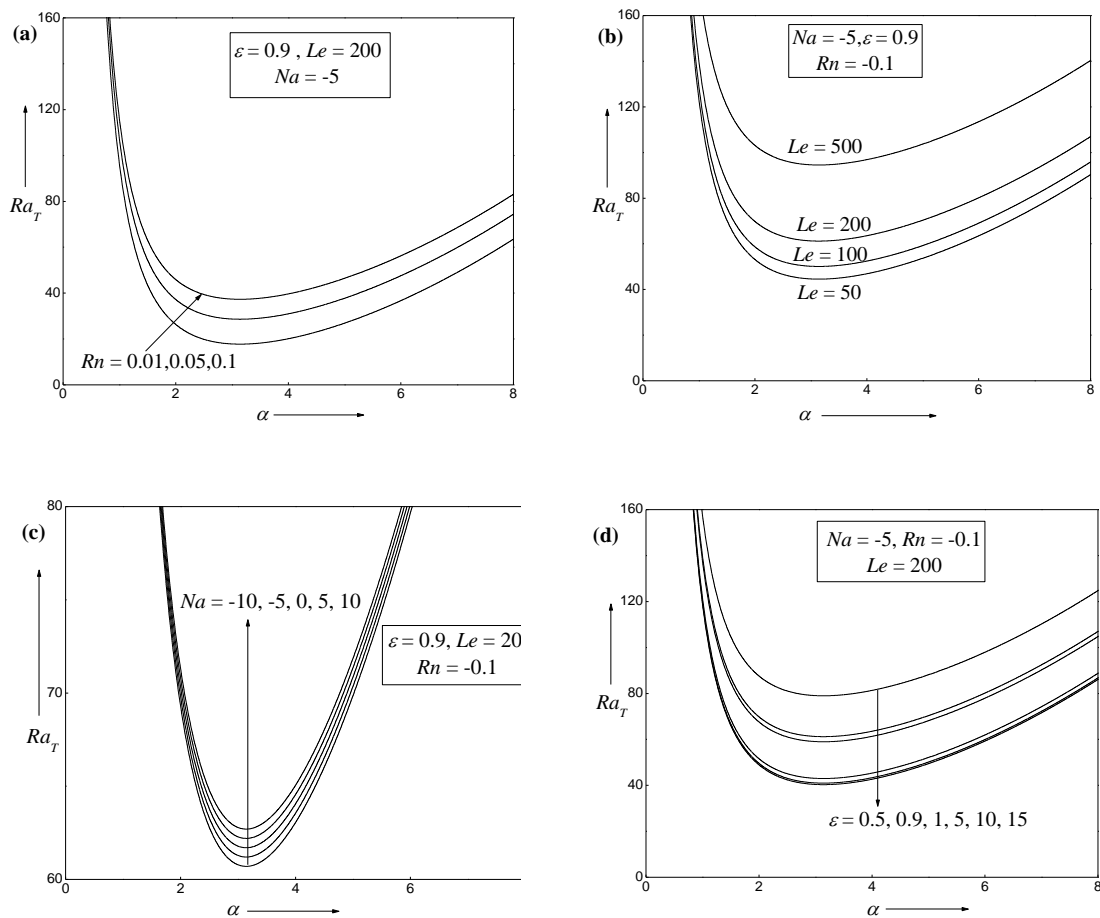 (a)
160
120
80
40
0
ε = 0.9 , Le = 200
Na = -5
Ra_T
Rn = 0.01,0.05,0.1
0 2 4 6 8
α
(b)
160
120
80
40
0
Na = -5,ε = 0.9
Rn = -0.1
Le = 500
Ra_T
Le = 200
Le = 100
Le = 50
0 2 4 6 8
α
(c)
80
70
60
Na = -10, -5, 0, 5, 10
ε = 0.9, Le = 20
Rn = -0.1
Ra_T
0 2 4 6
α
(d)
160
120
80
40
0
Na = -5, Rn = -0.1
Le = 200
Ra_T
ε = 0.5, 0.9, 1, 5, 10, 15
0 2 4 6 8
α